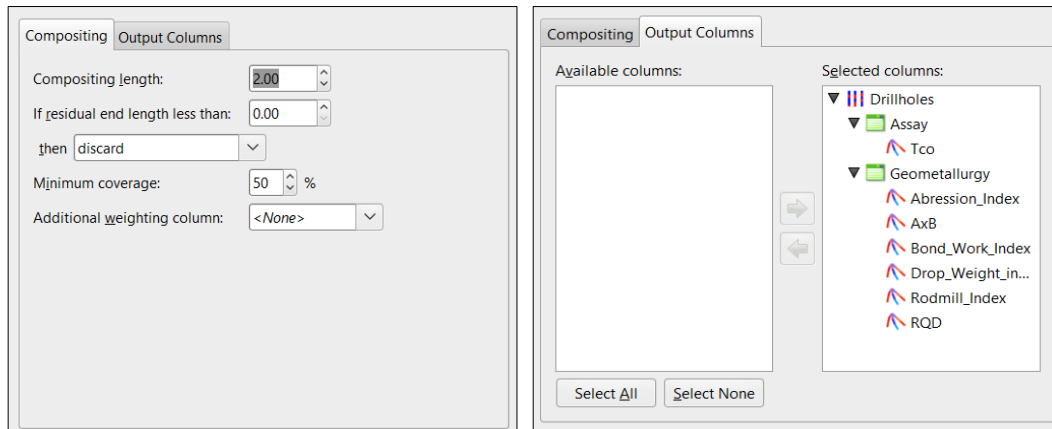 Compositing Output Columns
Compositing length: 2.00
If residual end length less than: 0.00
then discard
Minimum coverage: 50 %
Additional weighting column: <None>
Compositing Output Columns
Available columns:
Selected columns:
Drillholes
Assay
Tco
Geometallurgy
Abression_Index
AxB
Bond_Work_Index
Drop_Weight_in...
Rodmill_Index
RQD
Select All Select None